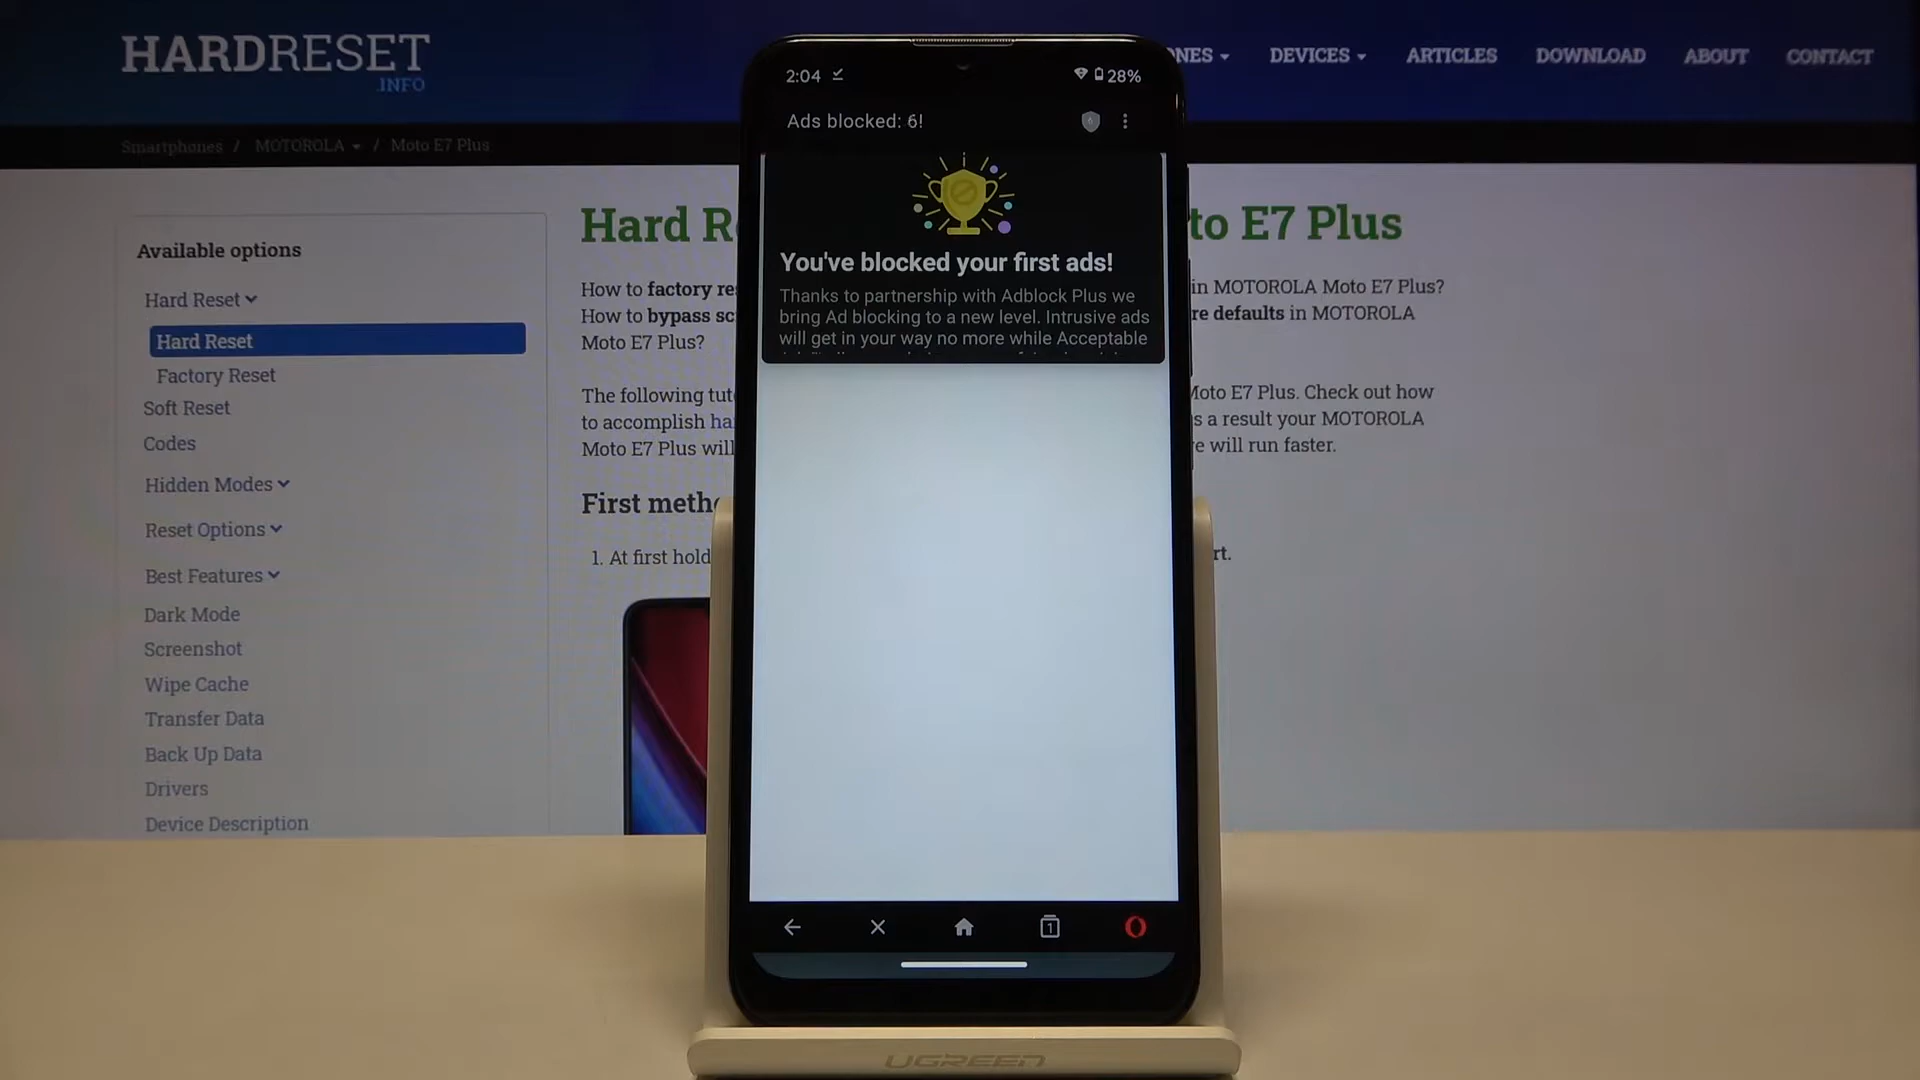 HARDRESET
.INFO
NES
DEVICES
ARTICLES
DOWNLOAD
ABOUT
CONTACT
Smartphones / MOTOROLA / Moto E7 Plus
Available options
Hard Reset
Hard Reset
Factory Reset
Soft Reset
Codes
Hidden Modes
Reset Options
Best Features
Dark Mode
Screenshot
Wipe Cache
Transfer Data
Back Up Data
Drivers
Device Description
Hard R
to E7 Plus
How to factory re
in MOTOROLA Moto E7 Plus?
How to bypass sc
re defaults in MOTOROLA
Moto E7 Plus?
The following tut
Moto E7 Plus. Check out how
to accomplish ha
s a result your MOTOROLA
Moto E7 Plus will
e will run faster.
First meth
1. At first hold
rt.
2:04
28%
Ads blocked: 6!
6
You've blocked your first ads!
Thanks to partnership with Adblock Plus we
bring Ad blocking to a new level. Intrusive ads
will get in your way no more while Acceptable
1
UGREEN